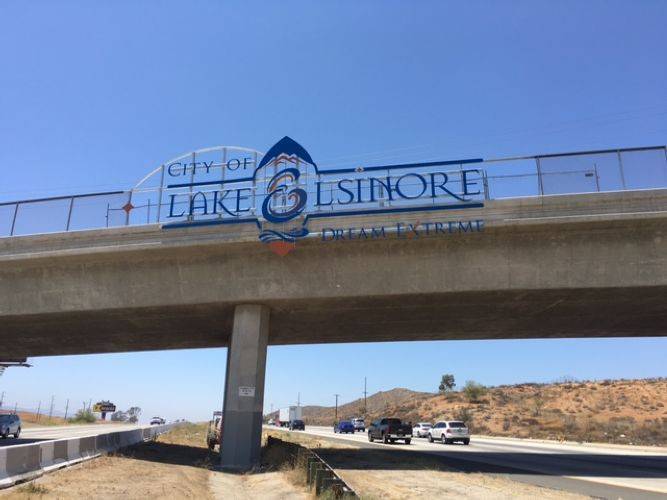 CITY OF
LAKE ELSINORE
DREAM EXTREME